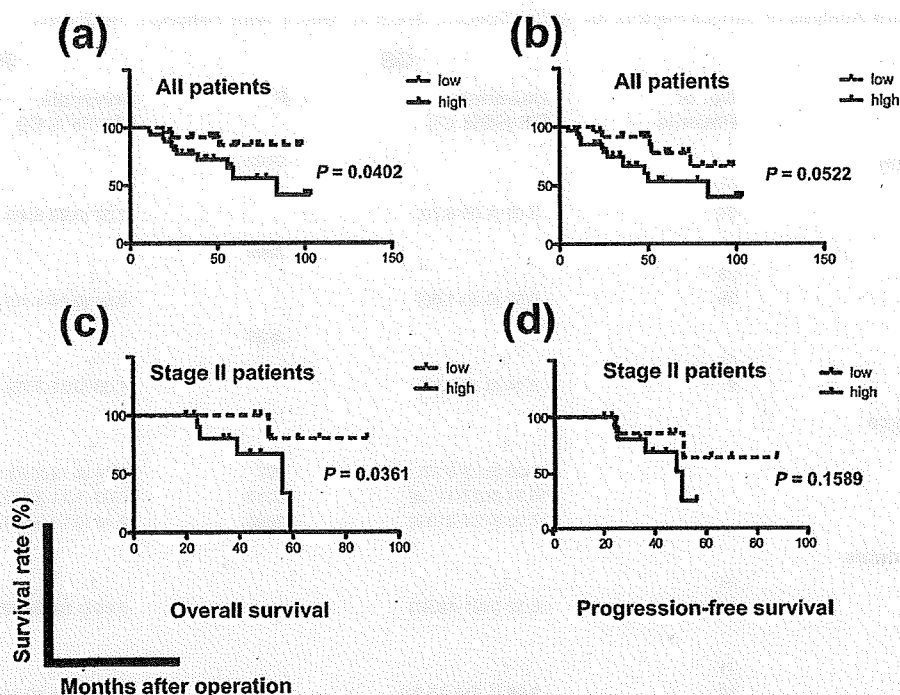 (a)
All patients
low
high
P = 0.0402
100
50
0
0 50 100 150
(b)
All patients
low
high
P = 0.0522
100
50
0
0 50 100 150
(c)
Stage II patients
low
high
P = 0.0361
100
50
0
0 20 40 60 80 100
Overall survival
(d)
Stage II patients
low
high
P = 0.1589
100
50
0
0 20 40 60 80 100
Progression-free survival
Survival rate (%)
Months after operation